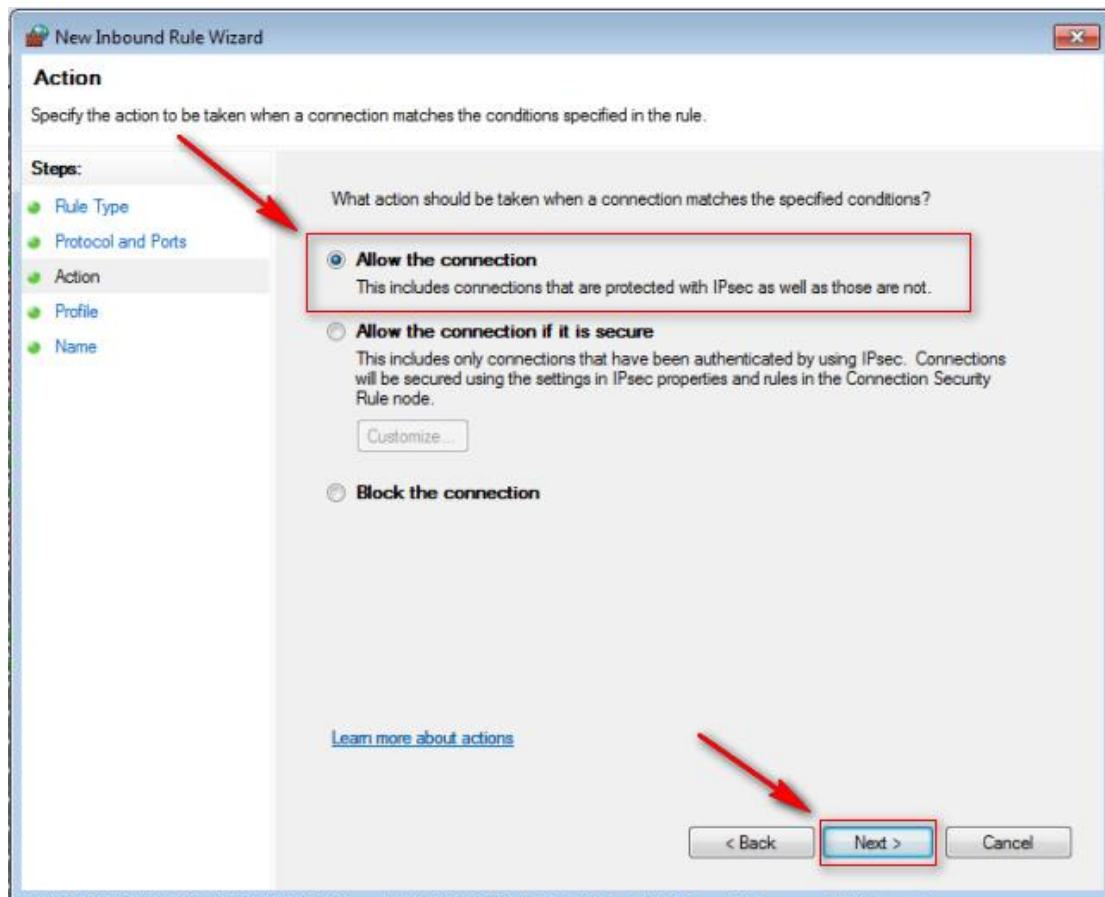 New Inbound Rule Wizard
Action
Specify the action to be taken when a connection matches the conditions specified in the rule.
Steps:
Rule Type
Protocol and Ports
Action
Profile
Name
What action should be taken when a connection matches the specified conditions?
Allow the connection
This includes connections that are protected with IPsec as well as those are not.
Allow the connection if it is secure
This includes only connections that have been authenticated by using IPsec. Connections
will be secured using the settings in IPsec properties and rules in the Connection Security
Rule node.
Customize...
Block the connection
Learn more about actions
< Back
Next >
Cancel